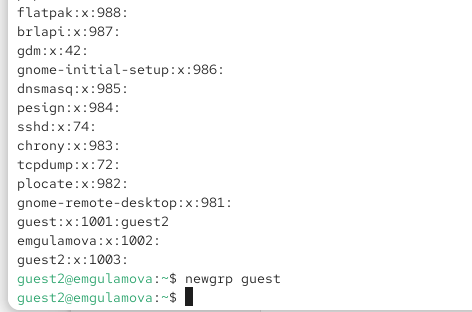 flatpak:x:988:
brlapi:x:987:
gdm:x:42:
gnome-initial-setup:x:986:
dnsmasq:x:985:
pesign:x:984:
sshd:x:74:
chrony:x:983:
tcpdump:x:72:
plocate:x:982:
gnome-remote-desktop:x:981:
guest:x:1001:guest2
emgulamova:x:1002:
guest2:x:1003:
guest2@emgulamova:~$ newgrp guest
guest2@emgulamova:~$